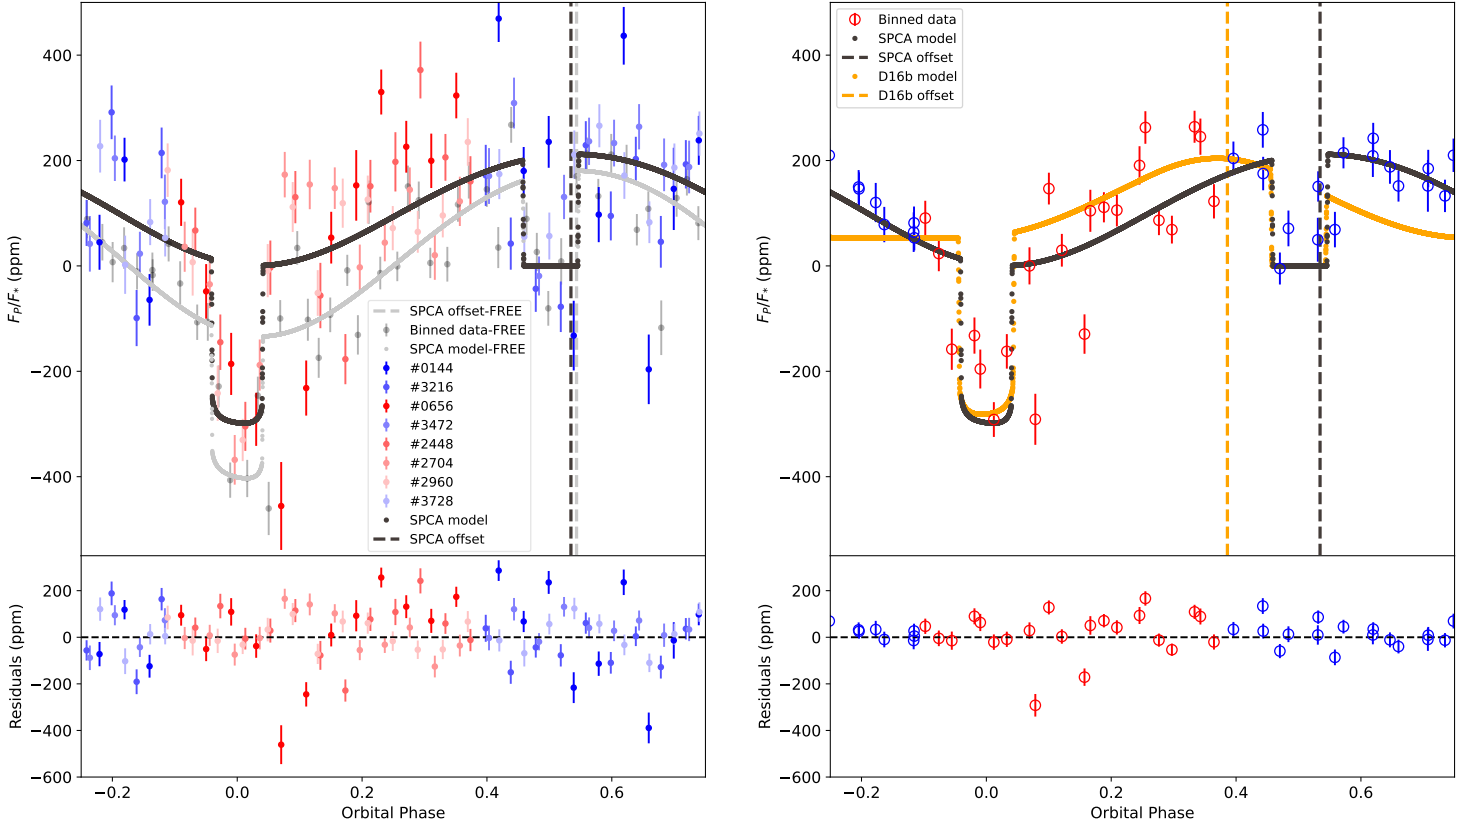 400
200
0
−200
−400
F_P/F_* (ppm)
SPCA offset-FREE
Binned data-FREE
SPCA model-FREE
#0144
#3216
#0656
#3472
#2448
#2704
#2960
#3728
SPCA model
SPCA offset
200
0
−200
−400
−600
Residuals (ppm)
−0.2 0.0 0.2 0.4 0.6
Orbital Phase
400
200
0
−200
−400
F_P/F_* (ppm)
Binned data
SPCA model
SPCA offset
D16b model
D16b offset
200
0
−200
−400
−600
Residuals (ppm)
−0.2 0.0 0.2 0.4 0.6
Orbital Phase